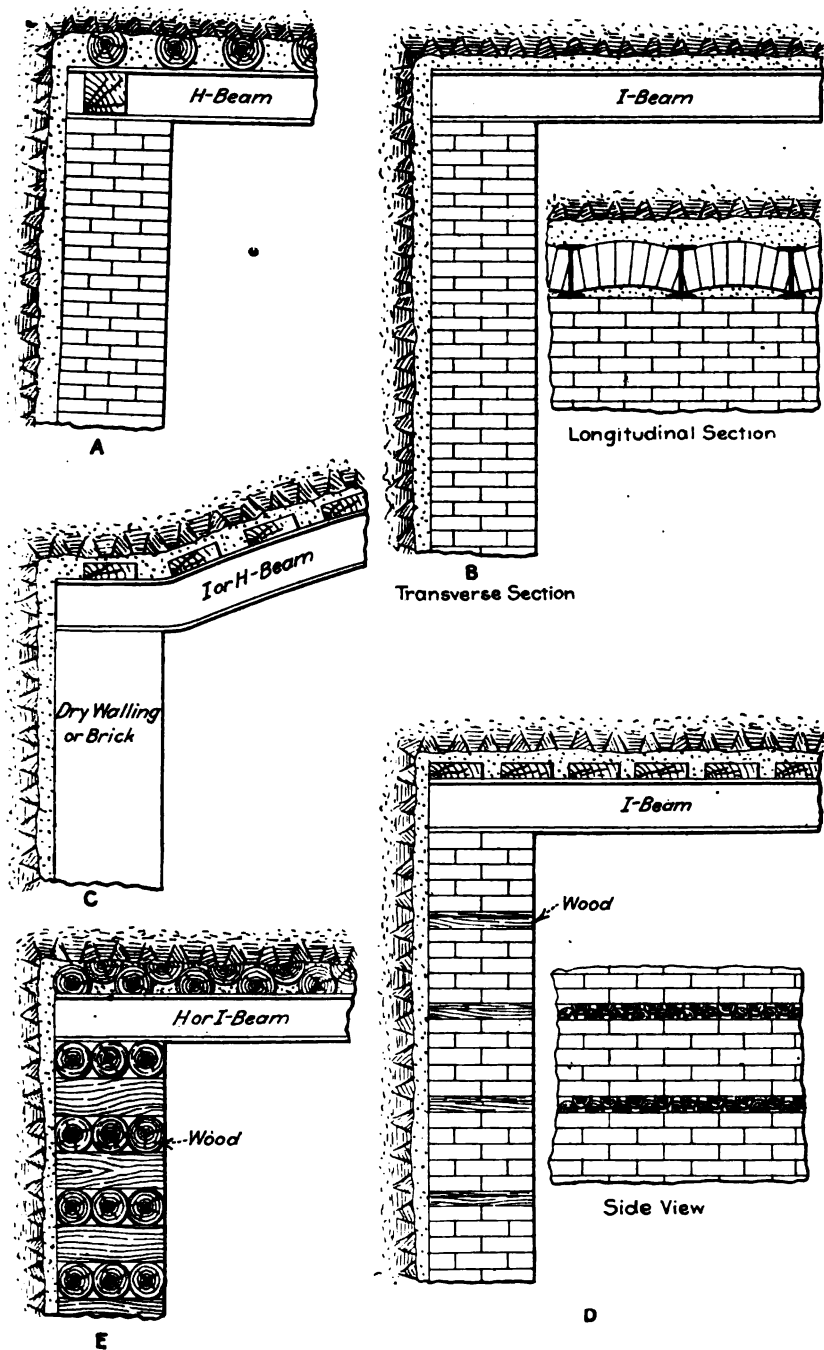 H-Beam
A
I-Beam
Longitudinal Section
B
Transverse Section
I or H-Beam
Dry Walling
or Brick
C
I-Beam
Wood
Side View
D
H or I-Beam
Wood
E